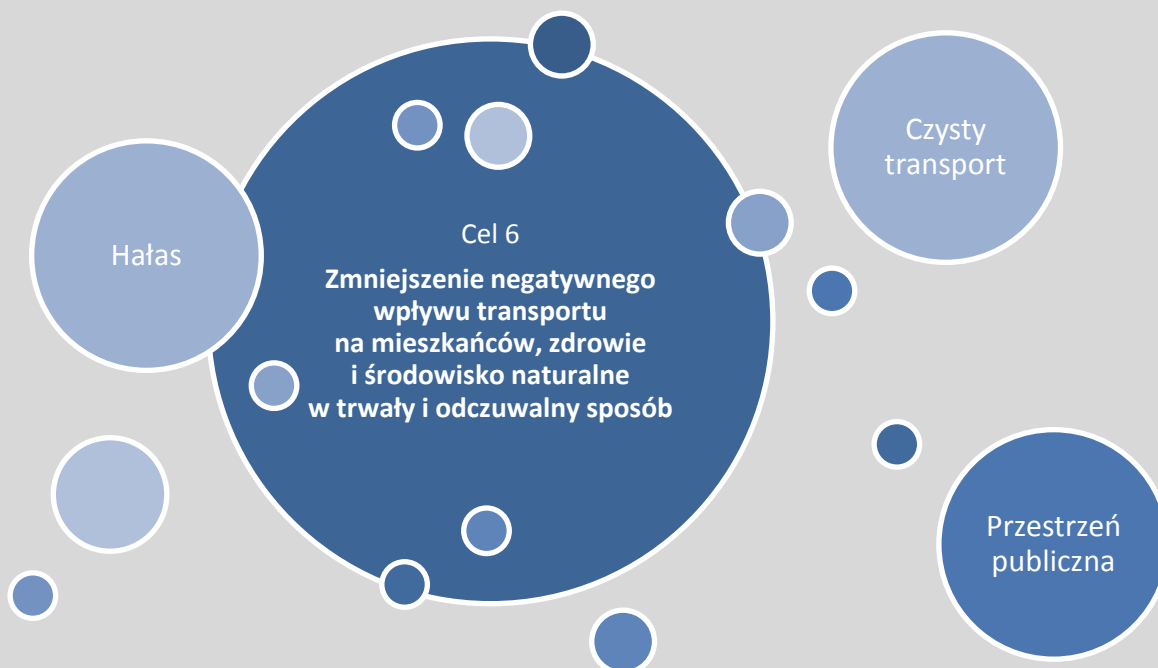 Hałas
Cel 6
Zmniejszenie negatywnego
wpływu transportu
na mieszkańców, zdrowie
i środowisko naturalne
w trwały i odczuwalny sposób
Czysty
transport
Przestrzeń
publiczna